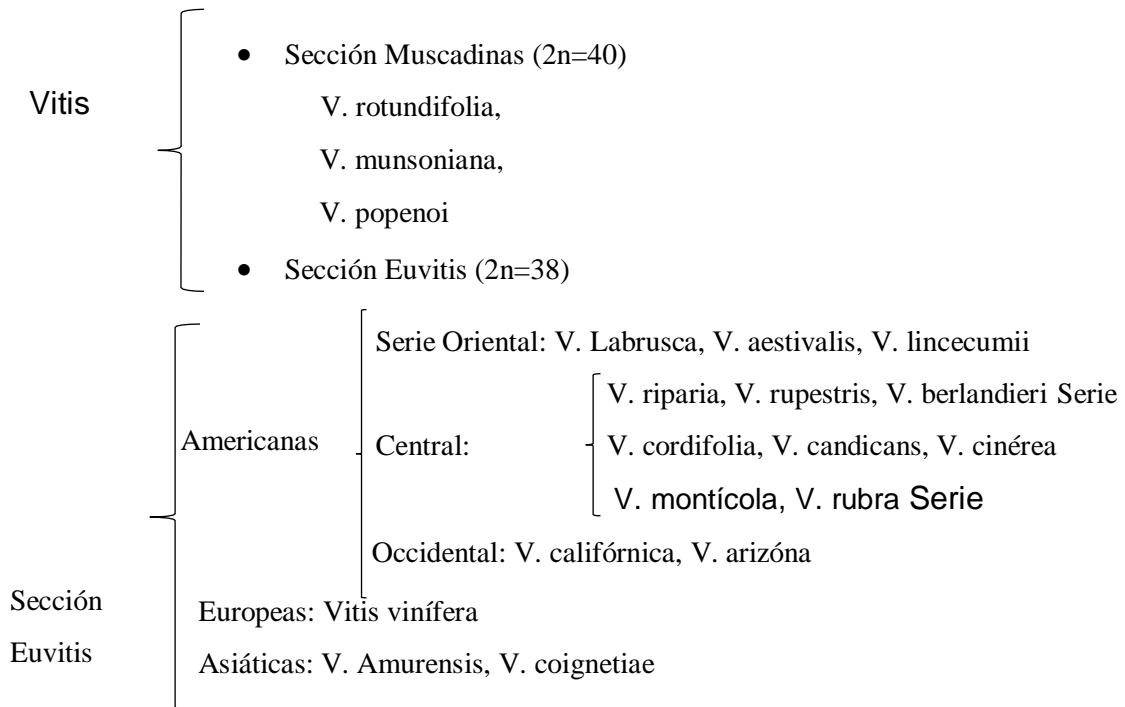 • Sección Muscadinas (2n=40)
Vitis
V. rotundifolia,
V. munsoniana,
V. popenoi
• Sección Euvitis (2n=38)
Serie Oriental: V. Labrusca, V. aestivalis, V. lincecumii
V. riparia, V. rupestris, V. berlandieri Serie
Americanas
Central:
V. cordifolia, V. candicans, V. cinérea
V. montícola, V. rubra Serie
Occidental: V. califórnica, V. arizóna
Sección
Euvitis
Europeas: Vitis vinífera
Asiáticas: V. Amurensis, V. coignetiae